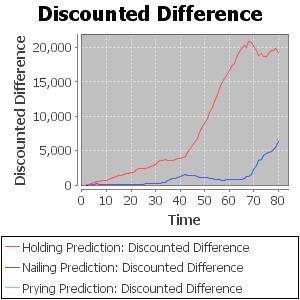 Discounted Difference
Discounted Difference
20,000
15,000
10,000
5,000
0
0 10 20 30 40 50 60 70 80
Time
Holding Prediction: Discounted Difference
Nailing Prediction: Discounted Difference
Prying Prediction: Discounted Difference